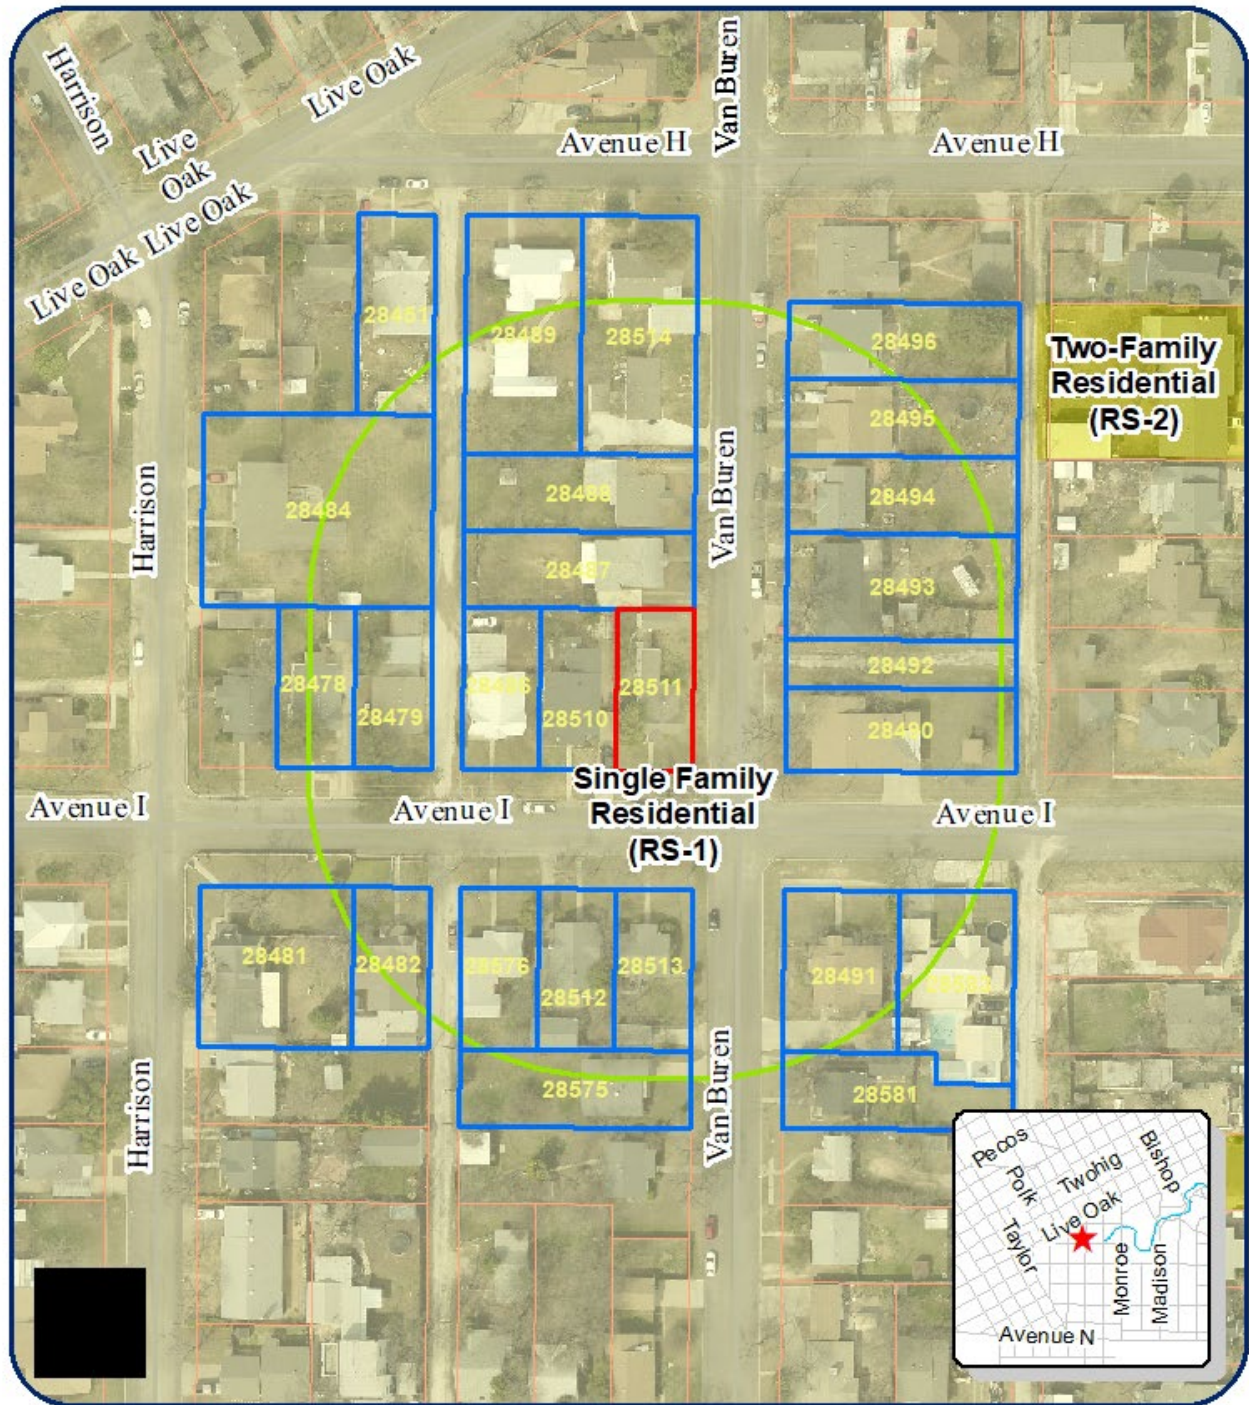 Harrison
Live Oak
Live
Oak
Live Oak
Live Oak
Avenue H
Van Buren
Avenue H
28451
28489
28514
28496
Two-Family
Residential
(RS-2)
28495
Harrison
28484
28488
Van Buren
28494
28487
28493
28478
28479
28510
28511
28492
28490
Single Family
Residential
(RS-1)
Avenue I
Avenue I
Avenue I
28481
28482
28576
28512
28513
28491
Harrison
28575
Van Buren
28581
Pecos
Polk
Twohig
Bishop
Live Oak
Taylor
Monroe
Madison
Avenue N